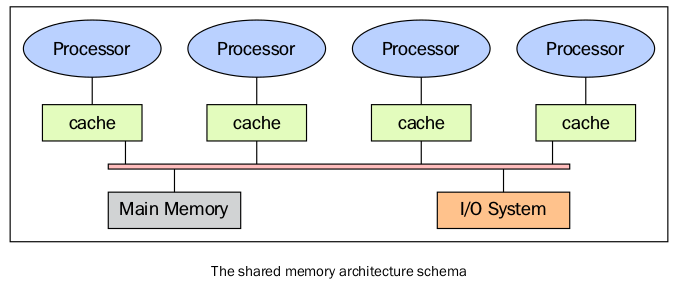 Processor
Processor
Processor
Processor
cache
cache
cache
cache
Main Memory
I/O System
The shared memory architecture schema